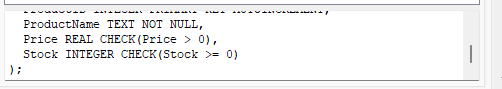 ProductName TEXT NOT NULL,
Price REAL CHECK(Price > 0),
Stock INTEGER CHECK(Stock >= 0)
);